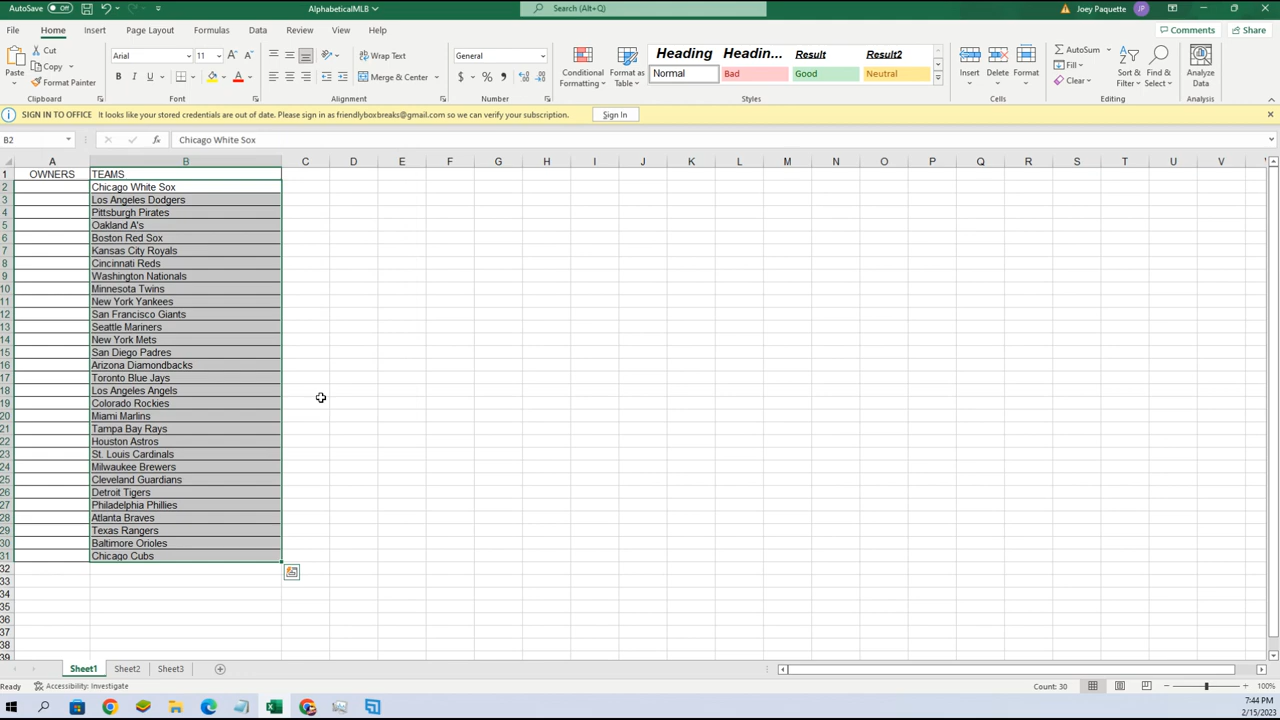 AutoSave Off AlphabeticalMLB Search (Alt+Q) Joey Paquette JP
File Home Insert Page Layout Formulas Data Review View Help Comments Share
Paste Cut Copy Format Painter Clipboard
Arial 11 B I U A Font
Wrap Text Merge & Center Alignment
General $ % Number
Conditional Formatting Format as Table
Heading Headin... Result Result2
Normal Bad Good Neutral
Styles
Insert Delete Format Cells
AutoSum Fill Clear Sort & Filter Find & Select Editing
Analyze Data Analysis
SIGN IN TO OFFICE It looks like your stored credentials are out of date. Please sign in as friendlyboxbreaks@gmail.com so we can verify your subscription. Sign In
B2 fx Chicago White Sox
A B C D E F G H I J K L M N O P Q R S T U V
1 OWNERS TEAMS
2 Chicago White Sox
3 Los Angeles Dodgers
4 Pittsburgh Pirates
5 Oakland A's
6 Boston Red Sox
7 Kansas City Royals
8 Cincinnati Reds
9 Washington Nationals
10 Minnesota Twins
11 New York Yankees
12 San Francisco Giants
13 Seattle Mariners
14 New York Mets
15 San Diego Padres
16 Arizona Diamondbacks
17 Toronto Blue Jays
18 Los Angeles Angels
19 Colorado Rockies
20 Miami Marlins
21 Tampa Bay Rays
22 Houston Astros
23 St. Louis Cardinals
24 Milwaukee Brewers
25 Cleveland Guardians
26 Detroit Tigers
27 Philadelphia Phillies
28 Atlanta Braves
29 Texas Rangers
30 Baltimore Orioles
31 Chicago Cubs
32
33
34
35
36
37
38
39
Sheet1 Sheet2 Sheet3
Ready Accessibility: Investigate Count: 30 100%
7:44 PM
2/15/2023